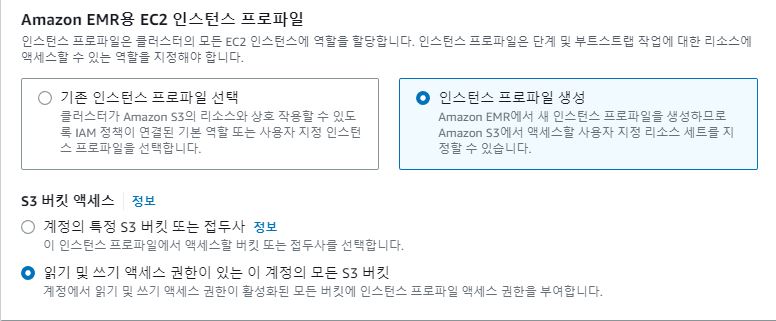 Amazon EMR용 EC2 인스턴스 프로파일
인스턴스 프로파일은 클러스터의 모든 EC2 인스턴스에 역할을 할당합니다. 인스턴스 프로파일은 단계 및 부트스트랩 작업에 대한 리소스에
액세스할 수 있는 역할을 지정해야 합니다.
기존 인스턴스 프로파일 선택
클러스터가 Amazon S3의 리소스와 상호 작용할 수 있도
록 IAM 정책이 연결된 기본 역할 또는 사용자 지정 인스턴
스 프로파일을 선택합니다.
인스턴스 프로파일 생성
Amazon EMR에서 새 인스턴스 프로파일을 생성하므로
Amazon S3에서 액세스할 사용자 지정 리소스 세트를 지
정할 수 있습니다.
S3 버킷 액세스 정보
계정의 특정 S3 버킷 또는 접두사 정보
이 인스턴스 프로파일에서 액세스할 버킷 또는 접두사를 선택합니다.
읽기 및 쓰기 액세스 권한이 있는 이 계정의 모든 S3 버킷
계정에서 읽기 및 쓰기 액세스 권한이 활성화된 모든 버킷에 인스턴스 프로파일 액세스 권한을 부여합니다.